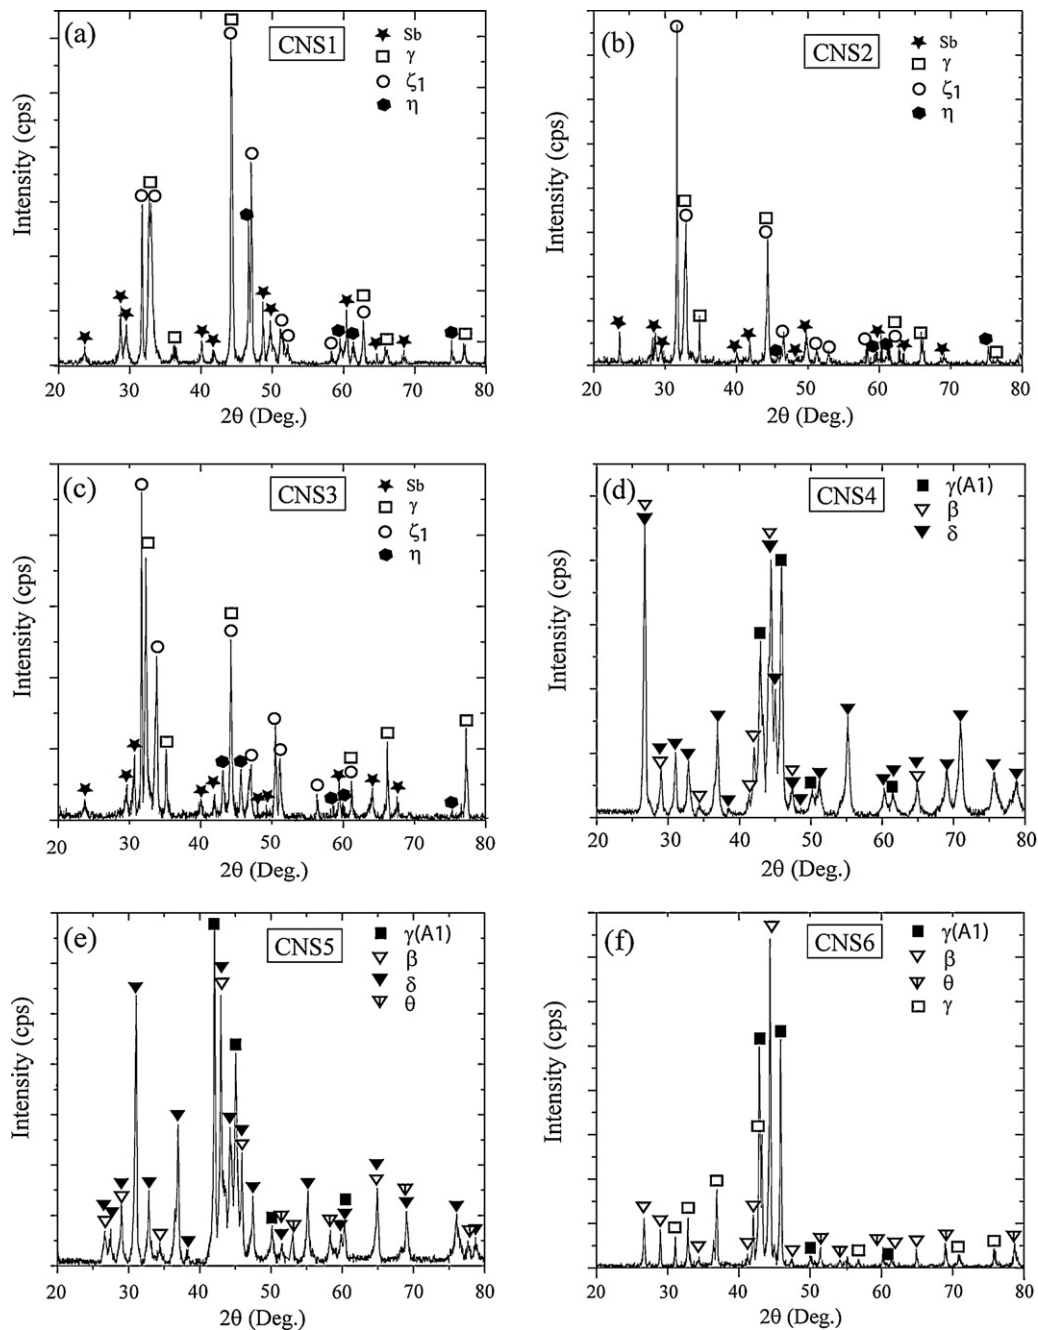 (a)
CNS1
Sb
γ
ζ1
η
Intensity (cps)
20 30 40 50 60 70 80
2θ (Deg.)
(b)
CNS2
Sb
γ
ζ1
η
Intensity (cps)
20 30 40 50 60 70 80
2θ (Deg.)
(c)
CNS3
Sb
γ
ζ1
η
Intensity (cps)
20 30 40 50 60 70 80
2θ (Deg.)
(d)
CNS4
γ(A1)
β
δ
Intensity (cps)
20 30 40 50 60 70 80
2θ (Deg.)
(e)
CNS5
γ(A1)
β
δ
θ
Intensity (cps)
20 30 40 50 60 70 80
2θ (Deg.)
(f)
CNS6
γ(A1)
β
θ
γ
Intensity (cps)
20 30 40 50 60 70 80
2θ (Deg.)